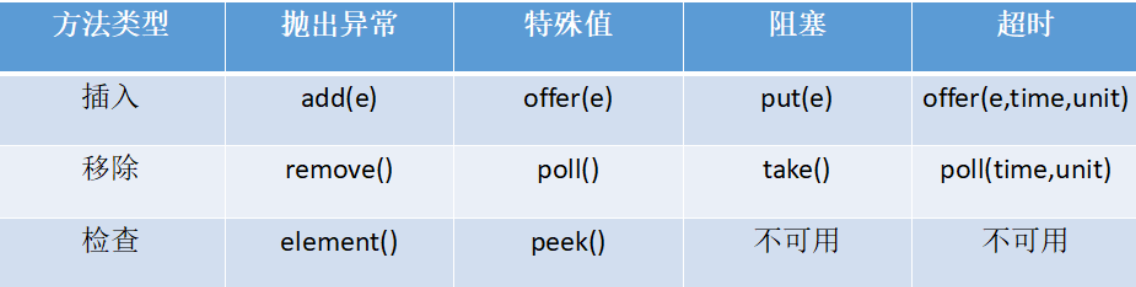 方法类型 抛出异常 特殊值 阻塞 超时
插入 add(e) offer(e) put(e) offer(e,time,unit)
移除 remove() poll() take() poll(time,unit)
检查 element() peek() 不可用 不可用